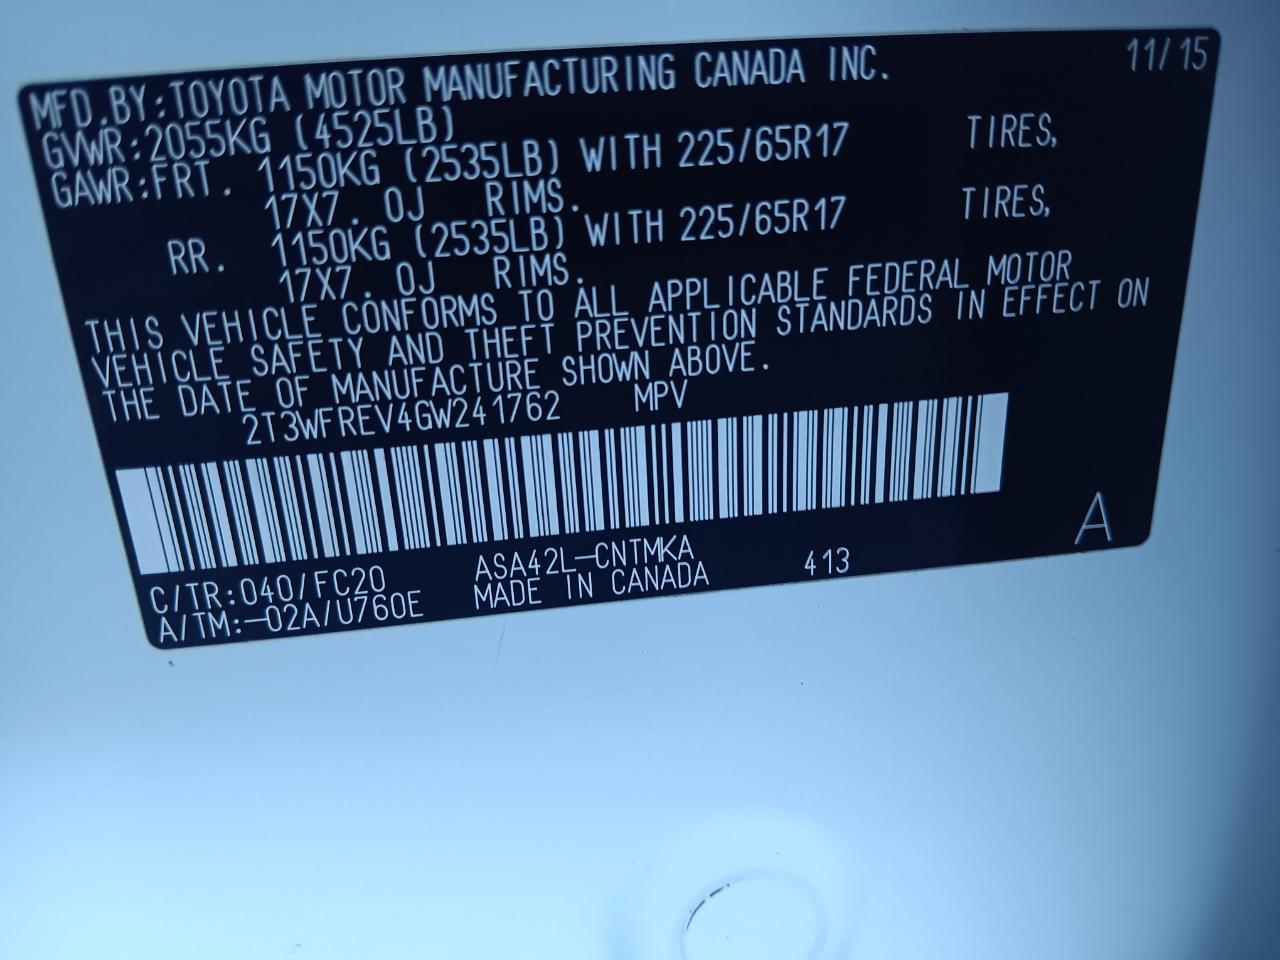 MFD.BY:TOYOTA MOTOR MANUFACTURING CANADA INC. 11/15
GVWR:2055KG (4525LB)
GAWR:FRT. 1150KG (2535LB) WITH 225/65R17 TIRES,
17X7.0J RIMS.
RR. 1150KG (2535LB) WITH 225/65R17 TIRES,
17X7.0J RIMS.
THIS VEHICLE CONFORMS TO ALL APPLICABLE FEDERAL MOTOR
VEHICLE SAFETY AND THEFT PREVENTION STANDARDS IN EFFECT ON
THE DATE OF MANUFACTURE SHOWN ABOVE.
2T3WFREV4GW241762 MPV
A
C/TR:040/FC20 ASA42L-CNTMKA 413
A/TM:-02A/U760E MADE IN CANADA